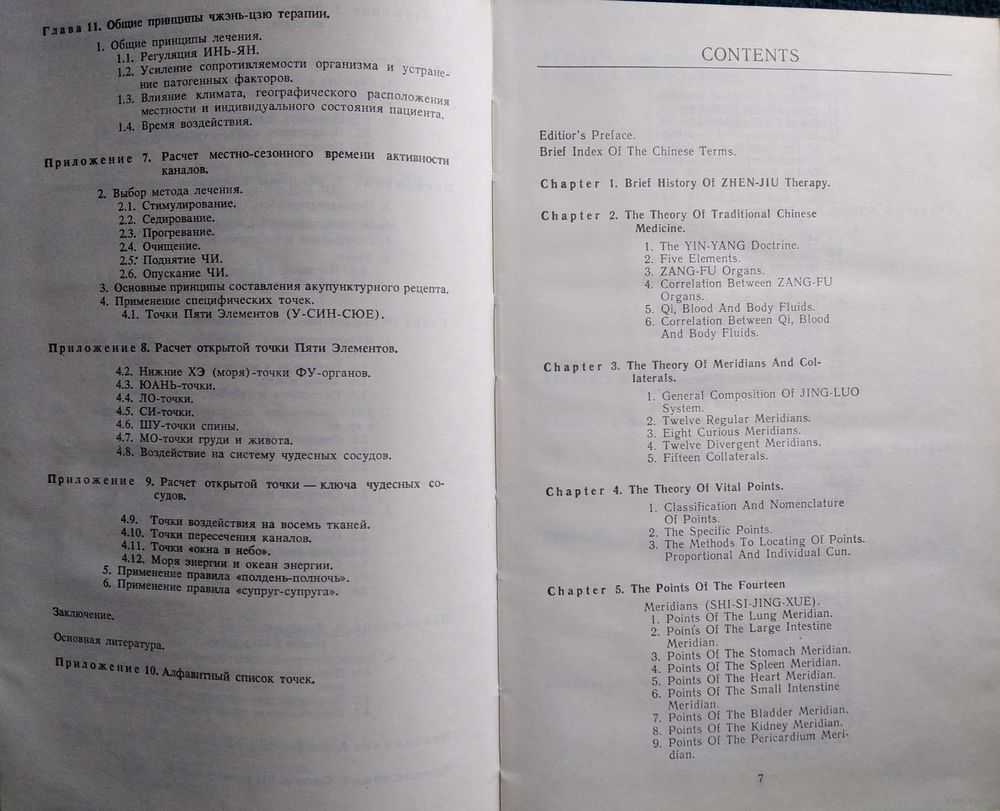 Глава 11. Общие принципы чжэнь-цзю терапии.
1. Общие принципы лечения.
1.1. Регуляция ИНЬ-ЯН.
1.2. Усиление сопротивляемости организма и устране-
ние патогенных факторов.
1.3. Влияние климата, географического расположения
местности и индивидуального состояния пациента.
1.4. Время воздействия.
Приложение 7. Расчет местно-сезонного времени активности
каналов.
2. Выбор метода лечения.
2.1. Стимулирование.
2.2. Седирование.
2.3. Прогревание.
2.4. Очищение.
2.5. Поднятие ЧИ.
2.6. Опускание ЧИ.
3. Основные принципы составления акупунктурного рецепта.
4. Применение специфических точек.
4.1. Точки Пяти Элементов (У-СИН-СЮЕ).
Приложение 8. Расчет открытой точки Пяти Элементов.
4.2. Нижние ХЭ (моря)-точки ФУ-органов.
4.3. ЮАНЬ-точки.
4.4. ЛО-точки.
4.5. СИ-точки.
4.6. ШУ-точки спины.
4.7. МО-точки груди и живота.
4.8. Воздействие на систему чудесных сосудов.
Приложение 9. Расчет открытой точки — ключа чудесных со-
судов.
4.9. Точки воздействия на восемь тканей.
4.10. Точки пересечения каналов.
4.11. Точки «окна в небо».
4.12. Моря энергии и океан энергии.
5. Применение правила «полдень-полночь».
6. Применение правила «супруг-супруга».
Заключение.
Основная литература.
Приложение 10. Алфавитный список точек.
CONTENTS
Editior's Preface.
Brief Index Of The Chinese Terms.
Chapter 1. Brief History Of ZHEN-JIU Therapy.
Chapter 2. The Theory Of Traditional Chinese
Medicine.
1. The YIN-YANG Doctrine.
2. Five Elements.
3. ZANG-FU Organs.
4. Correlation Between ZANG-FU
Organs.
5. Qi, Blood And Body Fluids.
6. Correlation Between Qi, Blood
And Body Fluids.
Chapter 3. The Theory Of Meridians And Col-
laterals.
1. General Composition Of JING-LUO
System.
2. Twelve Regular Meridians.
3. Eight Curious Meridians.
4. Twelve Divergent Meridians.
5. Fifteen Collaterals.
Chapter 4. The Theory Of Vital Points.
1. Classification And Nomenclature
Of Points.
2. The Specific Points.
3. The Methods To Locating Of Points.
Proportional And Individual Cun.
Chapter 5. The Points Of The Fourteen
Meridians (SHI-SI-JING-XUE).
1. Points Of The Lung Meridian.
2. Points Of The Large Intestine
Meridian.
3. Points Of The Stomach Meridian.
4. Points Of The Spleen Meridian.
5. Points Of The Heart Meridian.
6. Points Of The Small Intenstine
Meridian.
7. Points Of The Bladder Meridian.
8. Points Of The Kidney Meridian.
9. Points Of The Pericardium Meri-
dian.
7